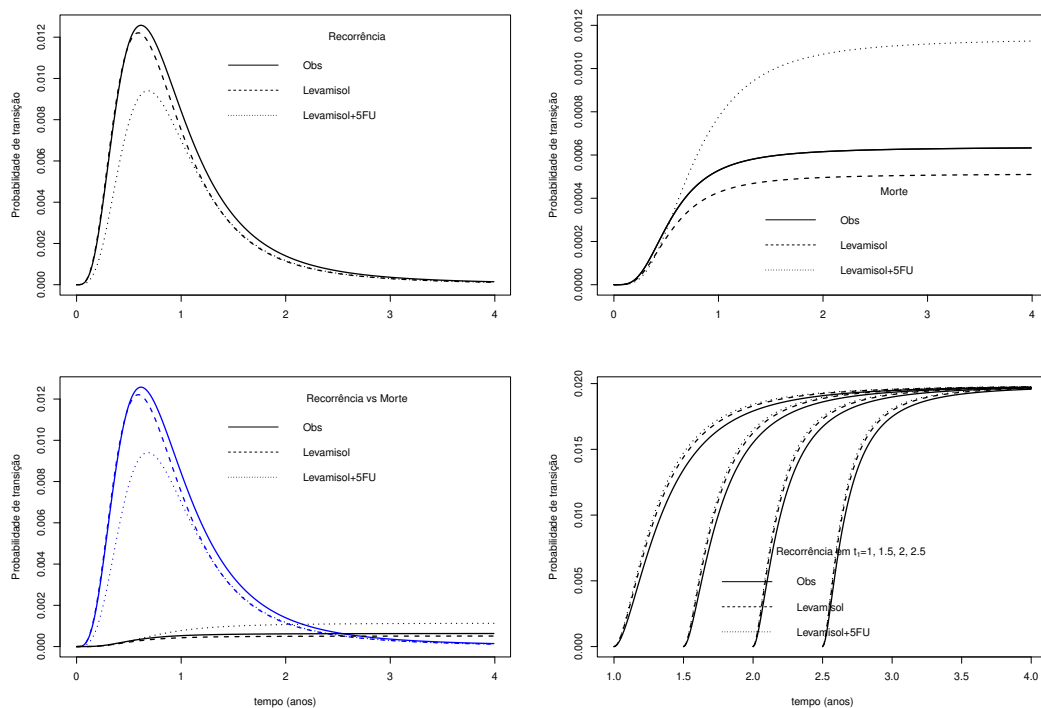 Probabilidade de transição
0.012
0.010
0.008
0.006
0.004
0.002
0.000
Recorrência
Obs
Levamisol
Levamisol+5FU
0 1 2 3 4
Probabilidade de transição
0.0012
0.0010
0.0008
0.0006
0.0004
0.0002
0.0000
Morte
Obs
Levamisol
Levamisol+5FU
0 1 2 3 4
Probabilidade de transição
0.012
0.010
0.008
0.006
0.004
0.002
0.000
Recorrência vs Morte
Obs
Levamisol
Levamisol+5FU
0 1 2 3 4
tempo (anos)
Probabilidade de transição
0.020
0.015
0.010
0.005
0.000
Recorrência em t₁=1, 1.5, 2, 2.5
Obs
Levamisol
Levamisol+5FU
1.0 1.5 2.0 2.5 3.0 3.5 4.0
tempo (anos)